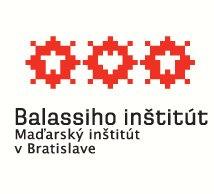 Balassiho inštitút
Maďarský inštitút
v Bratislave